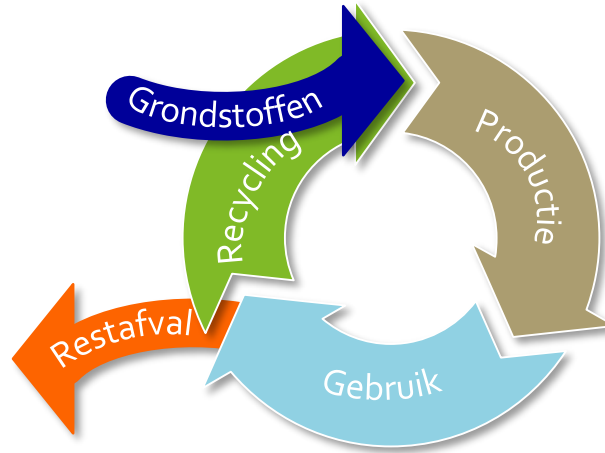 Grondstoffen
Productie
Recycling
Restafval
Gebruik